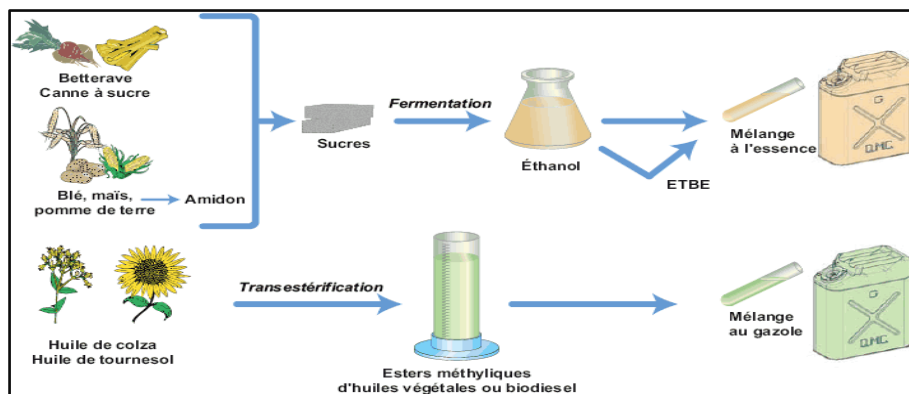 Betterave
Canne à sucre
Blé, maïs,
pomme de terre
Amidon
Sucres
Fermentation
Éthanol
ETBE
Mélange
à l'essence
G
Q.M.C.
Huile de colza
Huile de tournesol
Transestérification
Esters méthyliques
d'huiles végétales ou biodiesel
Mélange
au gazole
G
Q.M.C.